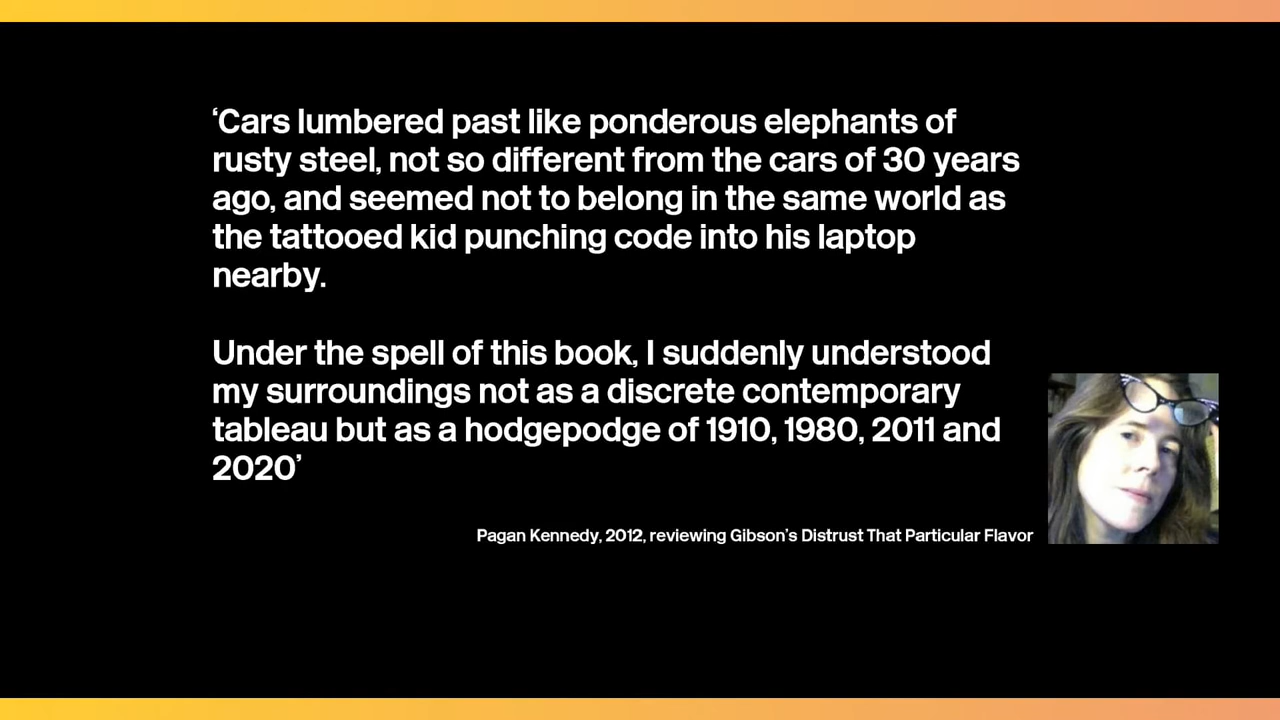 ‘Cars lumbered past like ponderous elephants of
rusty steel, not so different from the cars of 30 years
ago, and seemed not to belong in the same world as
the tattooed kid punching code into his laptop
nearby.
Under the spell of this book, I suddenly understood
my surroundings not as a discrete contemporary
tableau but as a hodgepodge of 1910, 1980, 2011 and
2020’
Pagan Kennedy, 2012, reviewing Gibson’s Distrust That Particular Flavor